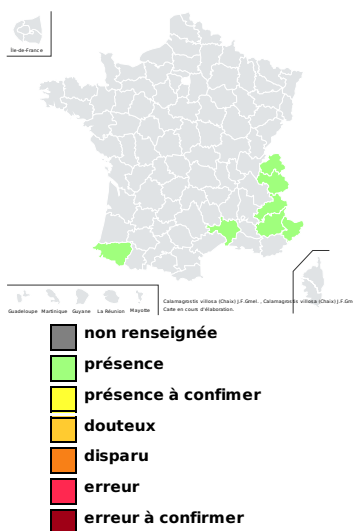 Île-de-France
Guadeloupe Martinique Guyane La Réunion Mayotte
Calamagrostis villosa (Chaix) J.F.Gmel. , Calamagrostis villosa (Chaix) J.F.Gm
Carte en cours d'élaboration.
non renseignée
présence
présence à confimer
douteux
disparu
erreur
erreur à confirmer